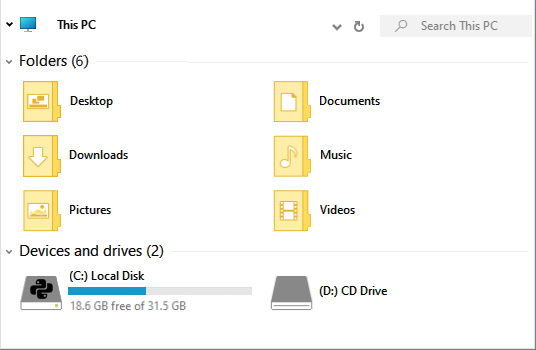 This PC
Search This PC
Folders (6)
Desktop
Documents
Downloads
Music
Pictures
Videos
Devices and drives (2)
(C:) Local Disk
18.6 GB free of 31.5 GB
(D:) CD Drive